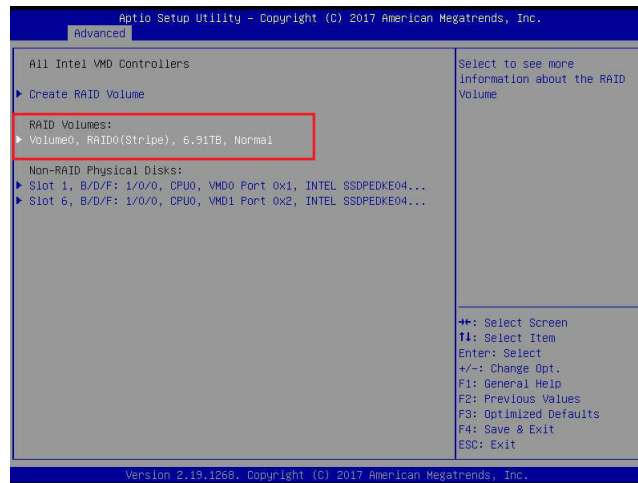 Aptio Setup Utility – Copyright (C) 2017 American Megatrends, Inc.
Advanced
All Intel VMD Controllers
Create RAID Volume
RAID Volumes:
Volume0, RAID0(Stripe), 6.91TB, Normal
Non-RAID Physical Disks:
Slot 1, B/D/F: 1/0/0, CPU0, VMD0 Port 0x1, INTEL SSDPEDKE04...
Slot 6, B/D/F: 1/0/0, CPU0, VMD1 Port 0x2, INTEL SSDPEDKE04...
Select to see more
information about the RAID
Volume
: Select Screen
: Select Item
Enter: Select
+/-: Change Opt.
F1: General Help
F2: Previous Values
F3: Optimized Defaults
F4: Save & Exit
ESC: Exit
Version 2.19.1268. Copyright (C) 2017 American Megatrends, Inc.